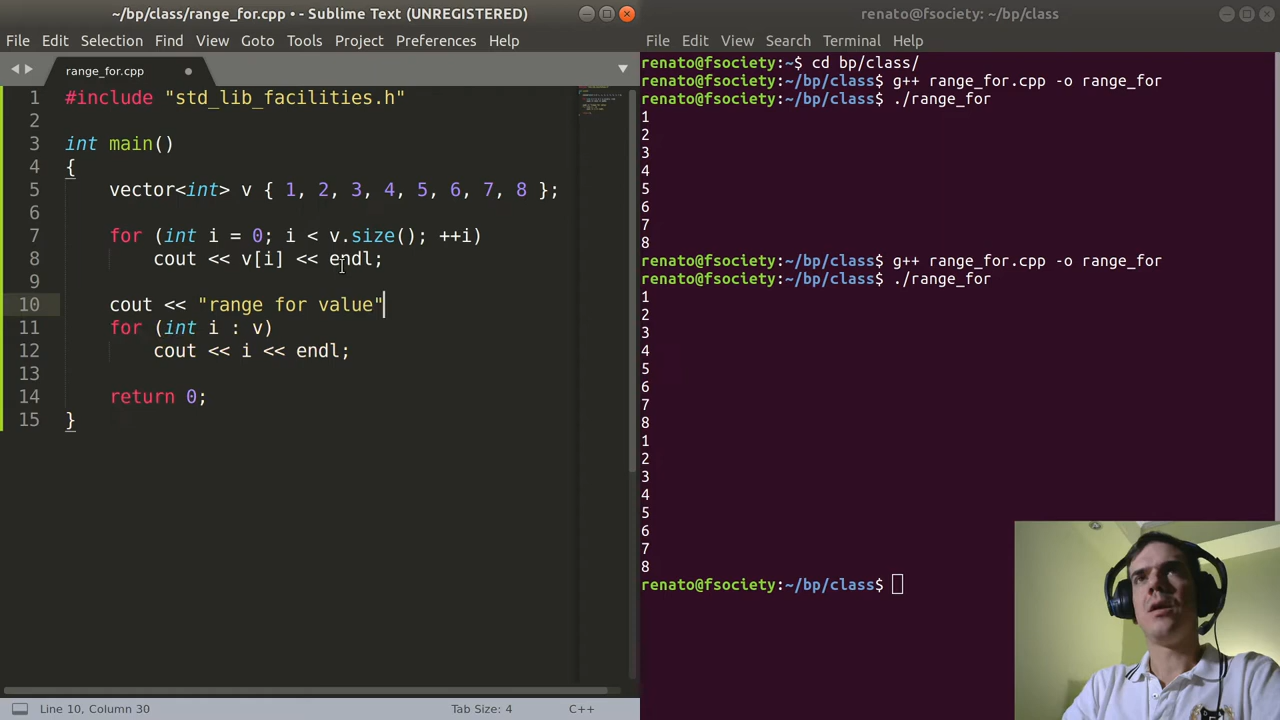 ~/bp/class/range_for.cpp • - Sublime Text (UNREGISTERED)
File Edit Selection Find View Goto Tools Project Preferences Help
range_for.cpp
1 #include "std_lib_facilities.h"
2
3 int main()
4 {
5 vector<int> v { 1, 2, 3, 4, 5, 6, 7, 8 };
6
7 for (int i = 0; i < v.size(); ++i)
8 cout << v[i] << endl;
9
10 cout << "range for value"
11 for (int i : v)
12 cout << i << endl;
13
14 return 0;
15 }
Line 10, Column 30 Tab Size: 4 C++
renato@fsociety: ~/bp/class
File Edit View Search Terminal Help
renato@fsociety:~$ cd bp/class/
renato@fsociety:~/bp/class$ g++ range_for.cpp -o range_for
renato@fsociety:~/bp/class$ ./range_for
1
2
3
4
5
6
7
8
renato@fsociety:~/bp/class$ g++ range_for.cpp -o range_for
renato@fsociety:~/bp/class$ ./range_for
1
2
3
4
5
6
7
8
1
2
3
4
5
6
7
8
renato@fsociety:~/bp/class$